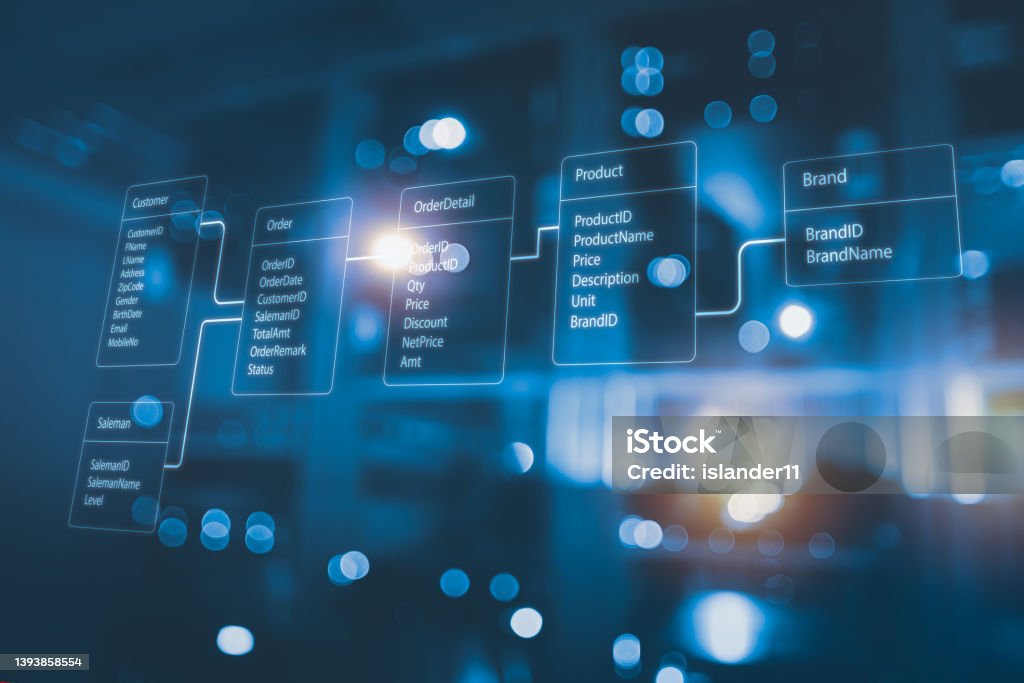 Customer
CustomerID
FName
LName
Address
ZipCode
Gender
BirthDate
Email
MobileNo
Order
OrderID
OrderDate
CustomerID
SalemanID
TotalAmt
OrderRemark
Status
OrderDetail
OrderID
ProductID
Qty
Price
Discount
NetPrice
Amt
Product
ProductID
ProductName
Price
Description
Unit
BrandID
Brand
BrandID
BrandName
Saleman
SalemanID
SalemanName
Level
iStock™
Credit: islander11
1393858554